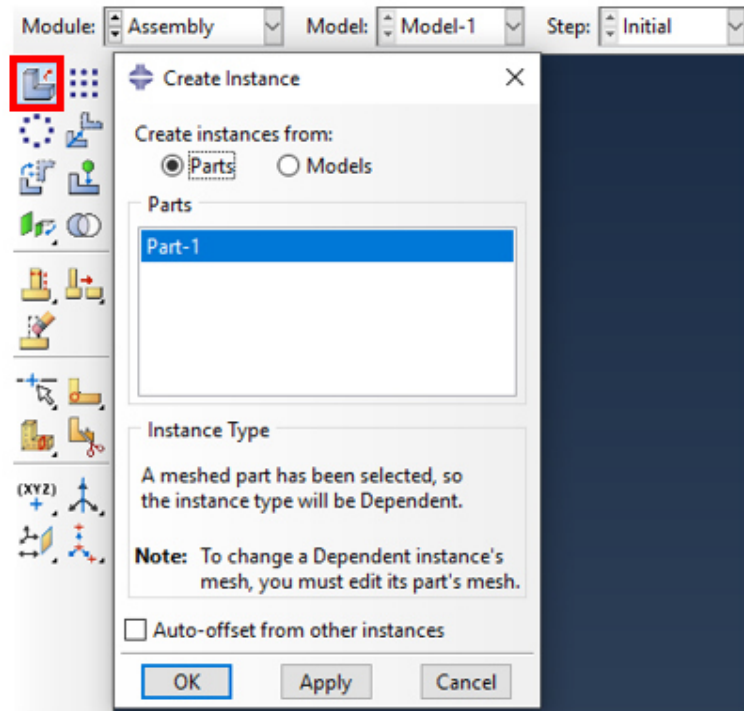 Module: Assembly Model: Model-1 Step: Initial
Create Instance
Create instances from:
Parts Models
Parts
Part-1
Instance Type
A meshed part has been selected, so
the instance type will be Dependent.
Note: To change a Dependent instance's
mesh, you must edit its part's mesh.
Auto-offset from other instances
OK Apply Cancel
(XYZ)